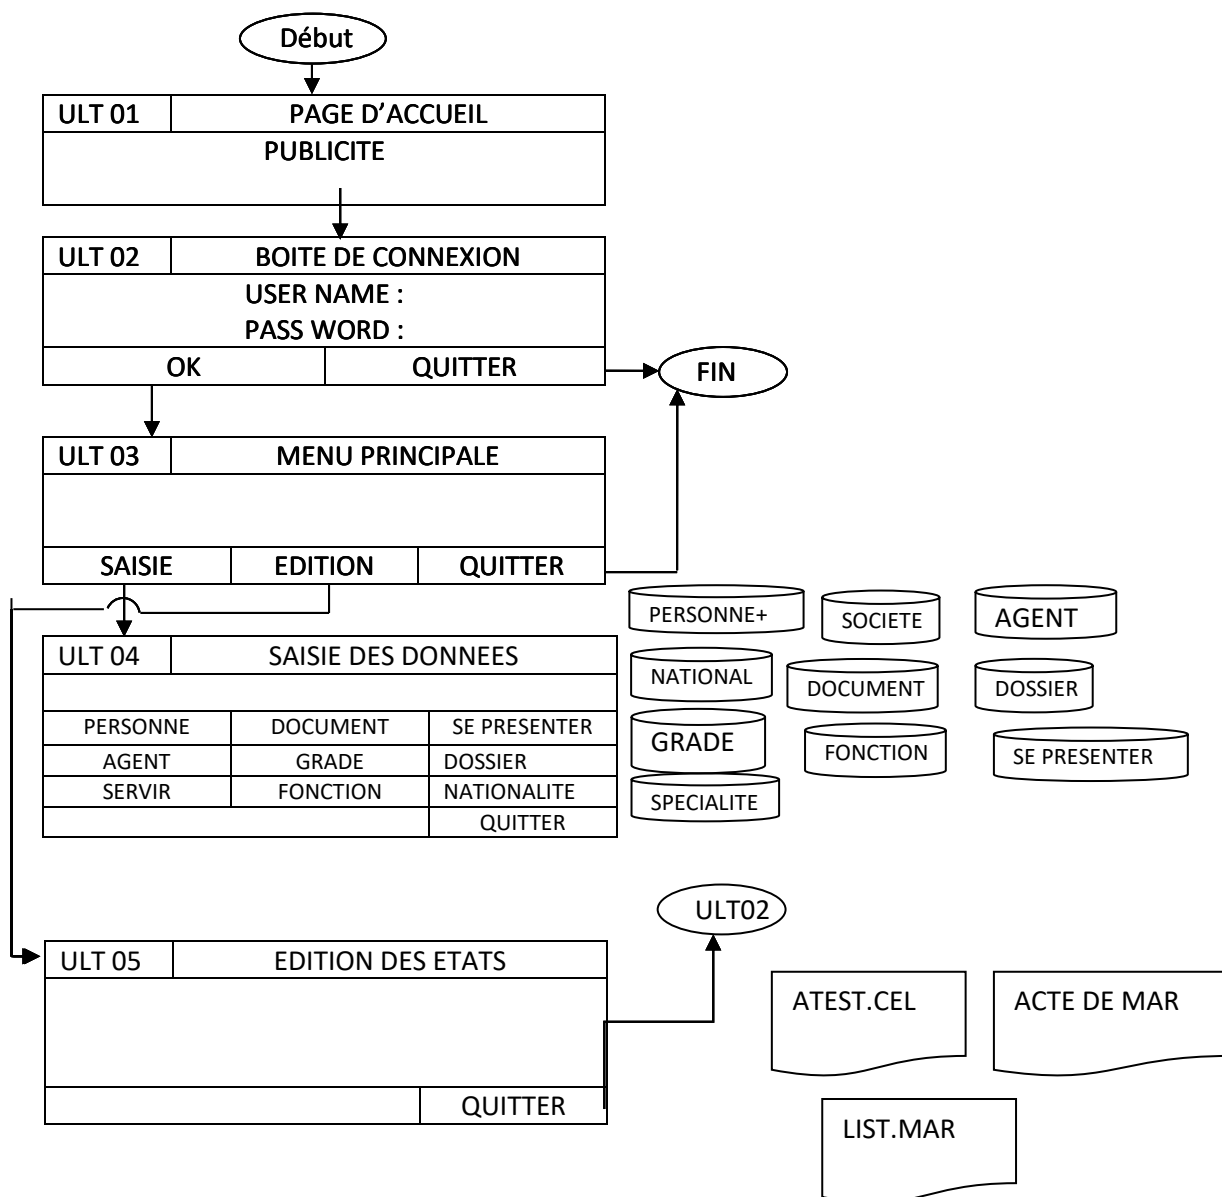 Début
ULT 01 PAGE D’ACCUEIL
PUBLICITE
ULT 02 BOITE DE CONNEXION
USER NAME :
PASS WORD :
OK QUITTER
FIN
ULT 03 MENU PRINCIPALE
SAISIE EDITION QUITTER
PERSONNE+ SOCIETE AGENT
ULT 04 SAISIE DES DONNEES
NATIONAL DOCUMENT DOSSIER
PERSONNE DOCUMENT SE PRESENTER
GRADE FONCTION SE PRESENTER
AGENT GRADE DOSSIER
SERVIR FONCTION NATIONALITE
SPECIALITE
QUITTER
ULT02
ULT 05 EDITION DES ETATS
ATEST.CEL ACTE DE MAR
QUITTER
LIST.MAR